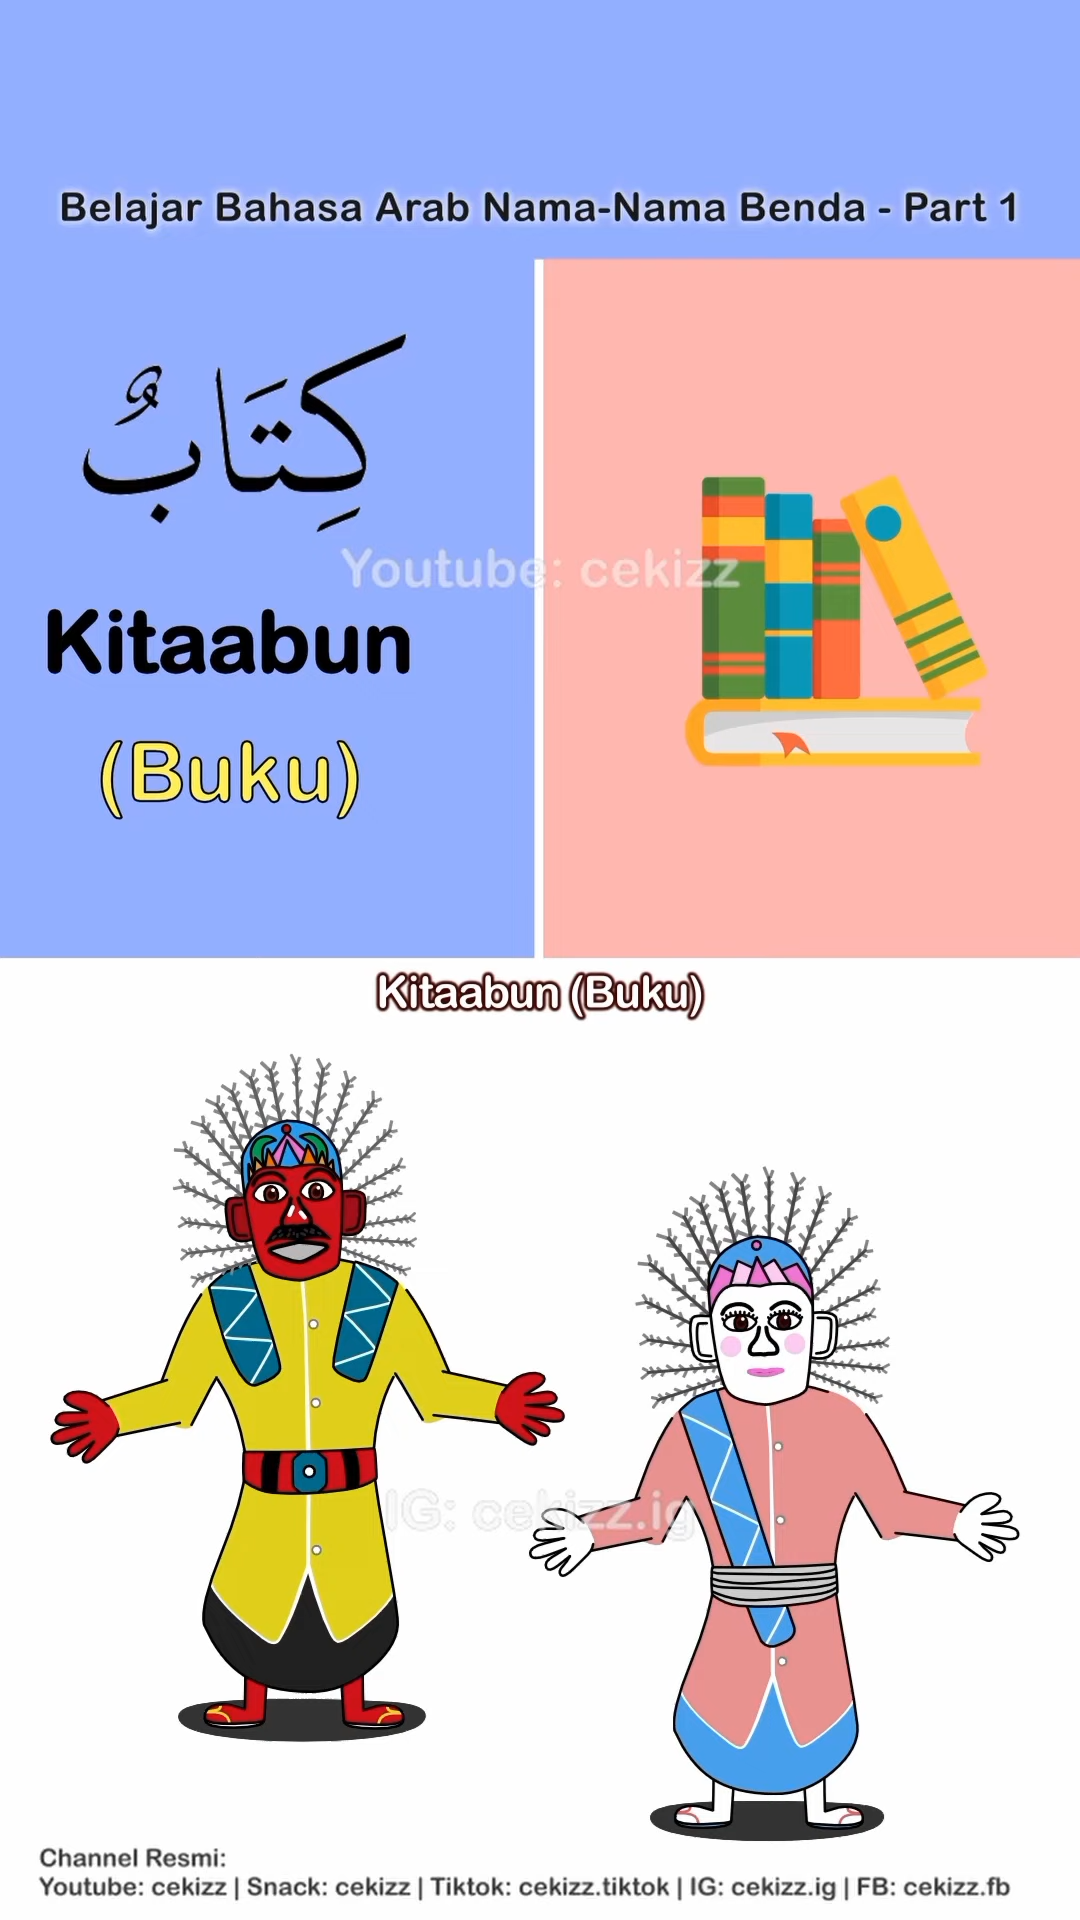 Belajar Bahasa Arab Nama-Nama Benda - Part 1
كِتَابٌ
Youtube: cekizz
Kitaabun
(Buku)
Kitaabun (Buku)
IG: cekizz.ig
Channel Resmi:
Youtube: cekizz | Snack: cekizz | Tiktok: cekizz.tiktok | IG: cekizz.ig | FB: cekizz.fb